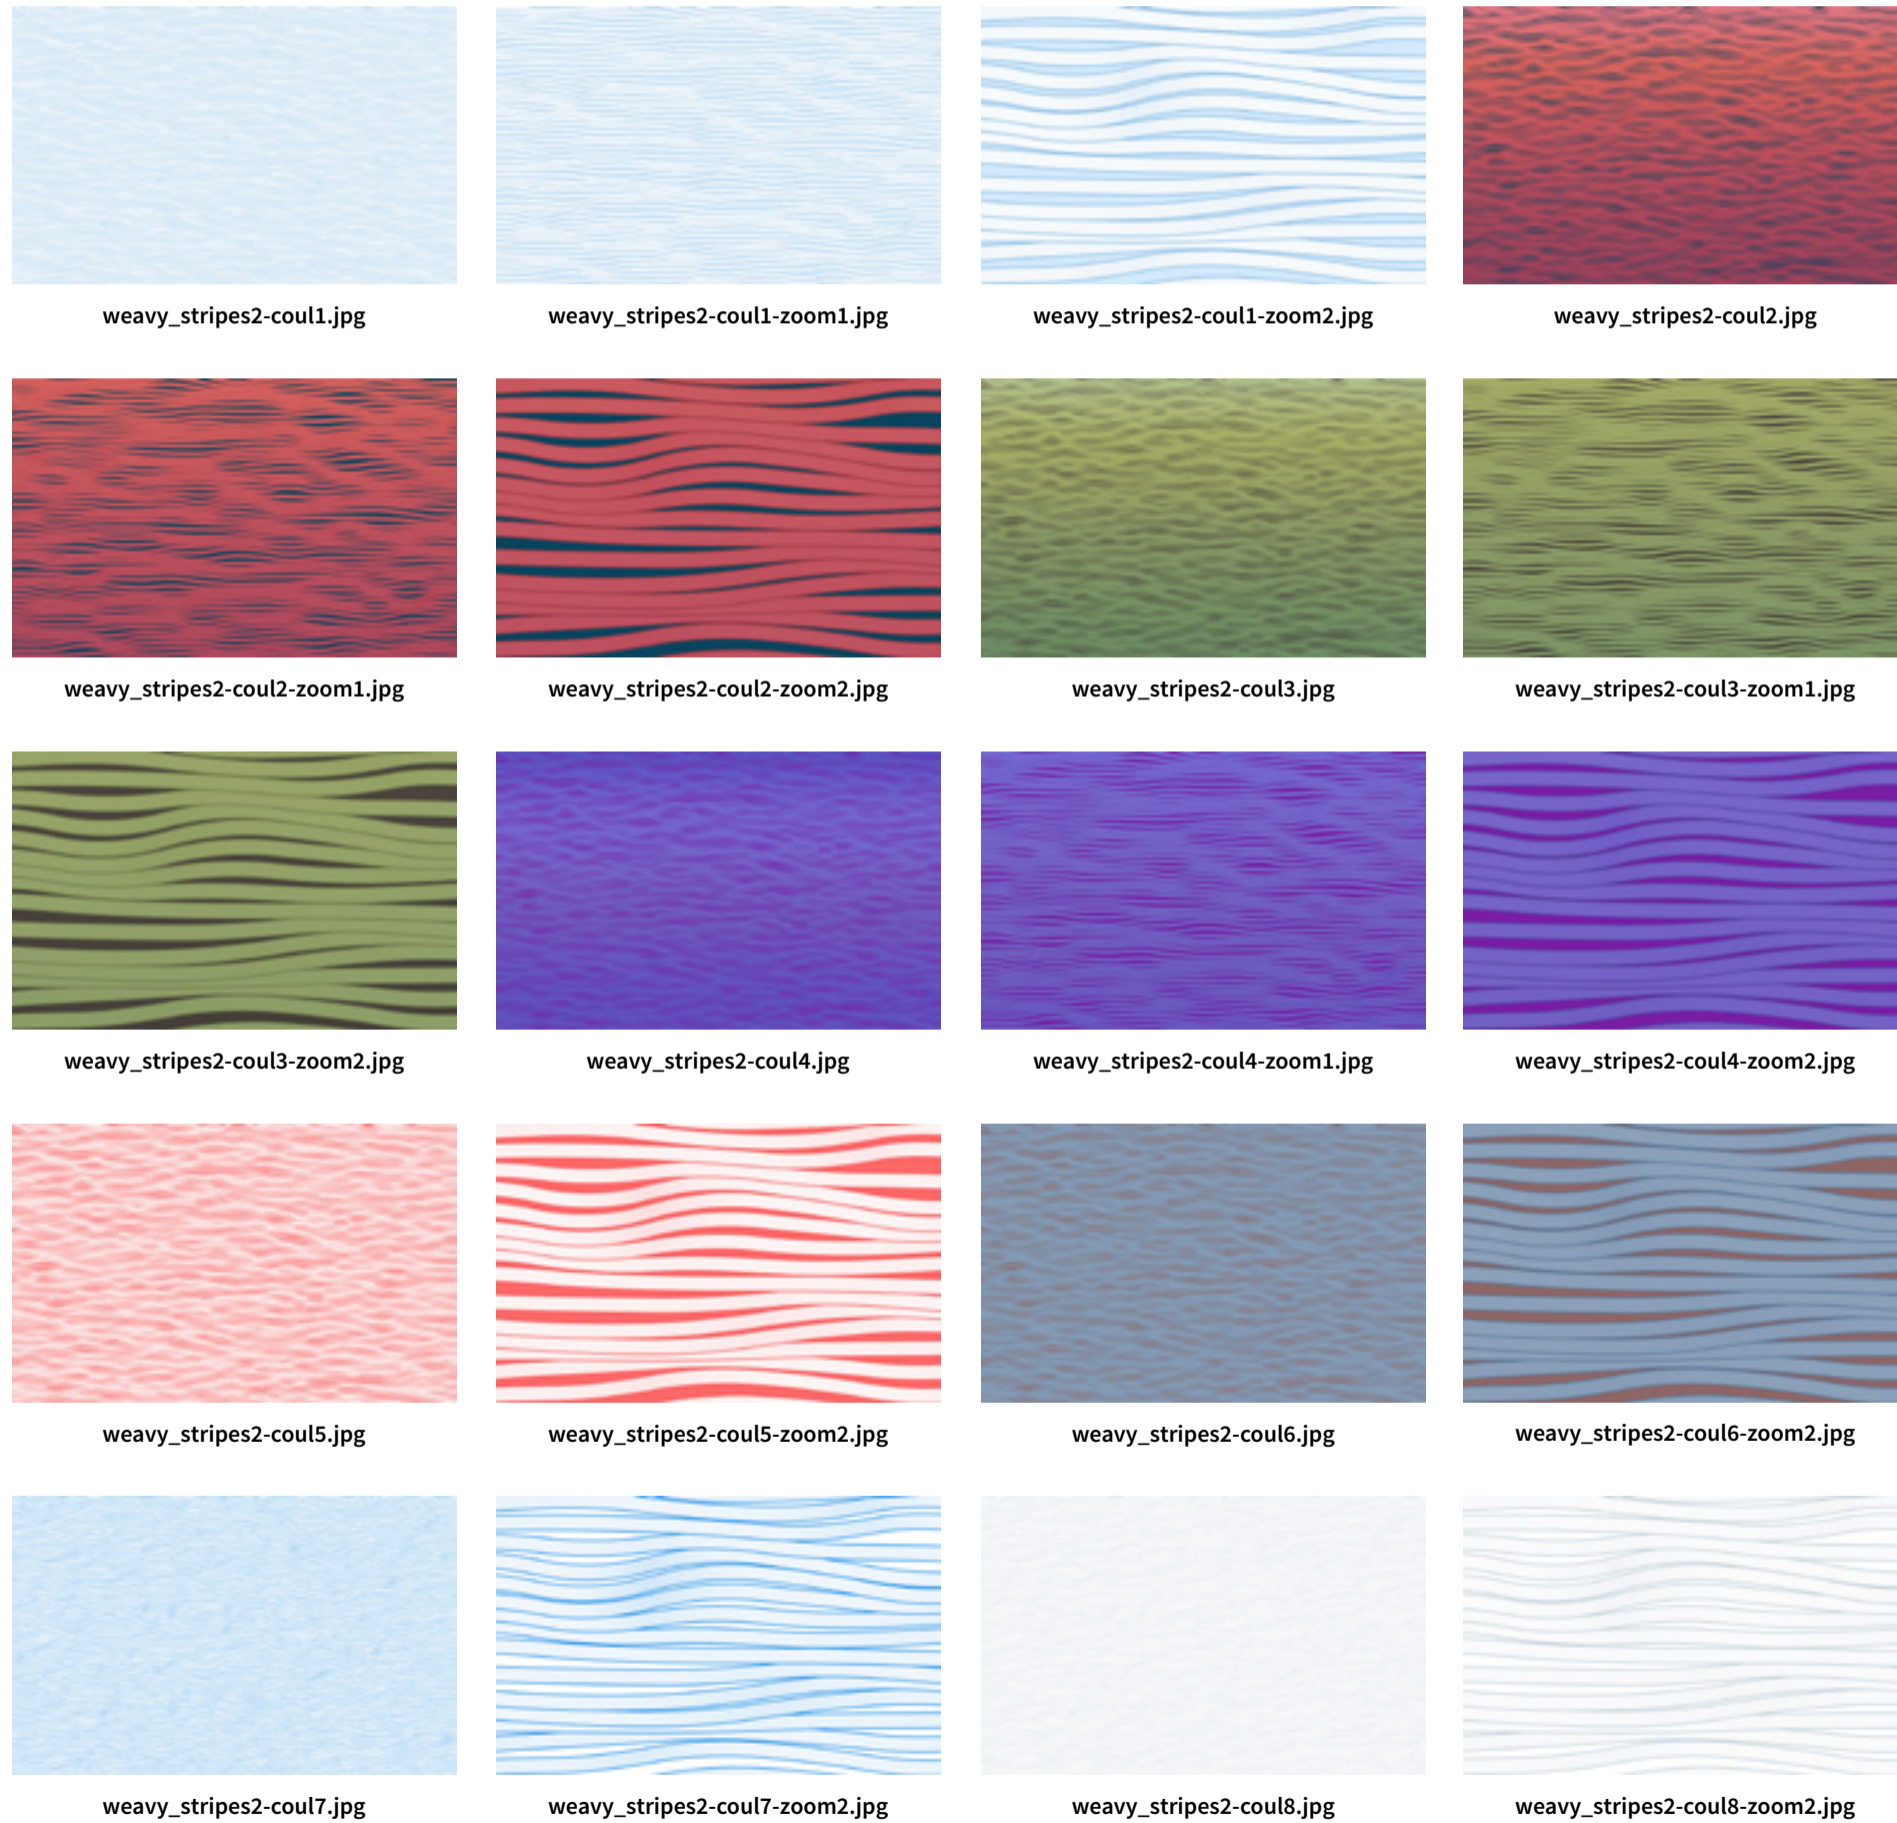 weavy_stripes2-coul1.jpg
weavy_stripes2-coul1-zoom1.jpg
weavy_stripes2-coul1-zoom2.jpg
weavy_stripes2-coul2.jpg
weavy_stripes2-coul2-zoom1.jpg
weavy_stripes2-coul2-zoom2.jpg
weavy_stripes2-coul3.jpg
weavy_stripes2-coul3-zoom1.jpg
weavy_stripes2-coul3-zoom2.jpg
weavy_stripes2-coul4.jpg
weavy_stripes2-coul4-zoom1.jpg
weavy_stripes2-coul4-zoom2.jpg
weavy_stripes2-coul5.jpg
weavy_stripes2-coul5-zoom2.jpg
weavy_stripes2-coul6.jpg
weavy_stripes2-coul6-zoom2.jpg
weavy_stripes2-coul7.jpg
weavy_stripes2-coul7-zoom2.jpg
weavy_stripes2-coul8.jpg
weavy_stripes2-coul8-zoom2.jpg